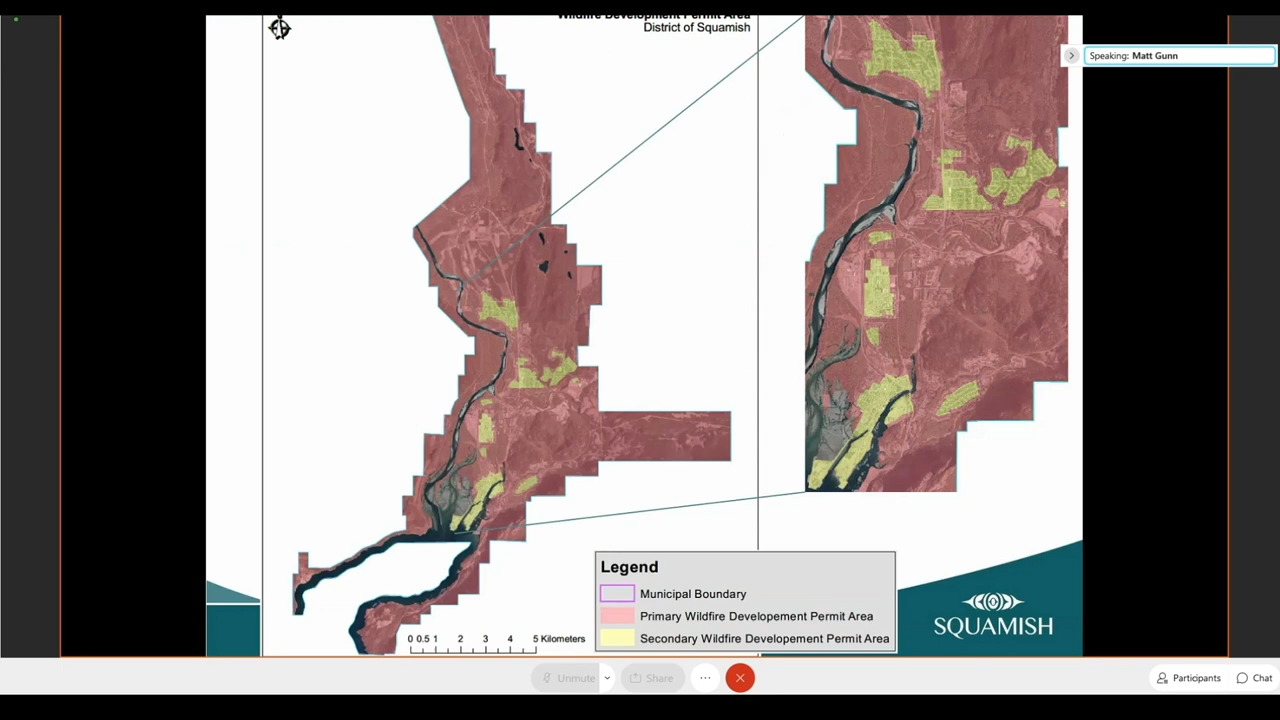 Wildfire Development Permit Area
District of Squamish
Speaking: Matt Gunn
Legend
Municipal Boundary
Primary Wildfire Developement Permit Area
Secondary Wildfire Developement Permit Area
0 0.5 1 2 3 4 5 Kilometers
SQUAMISH
Unmute
Share
Participants
Chat